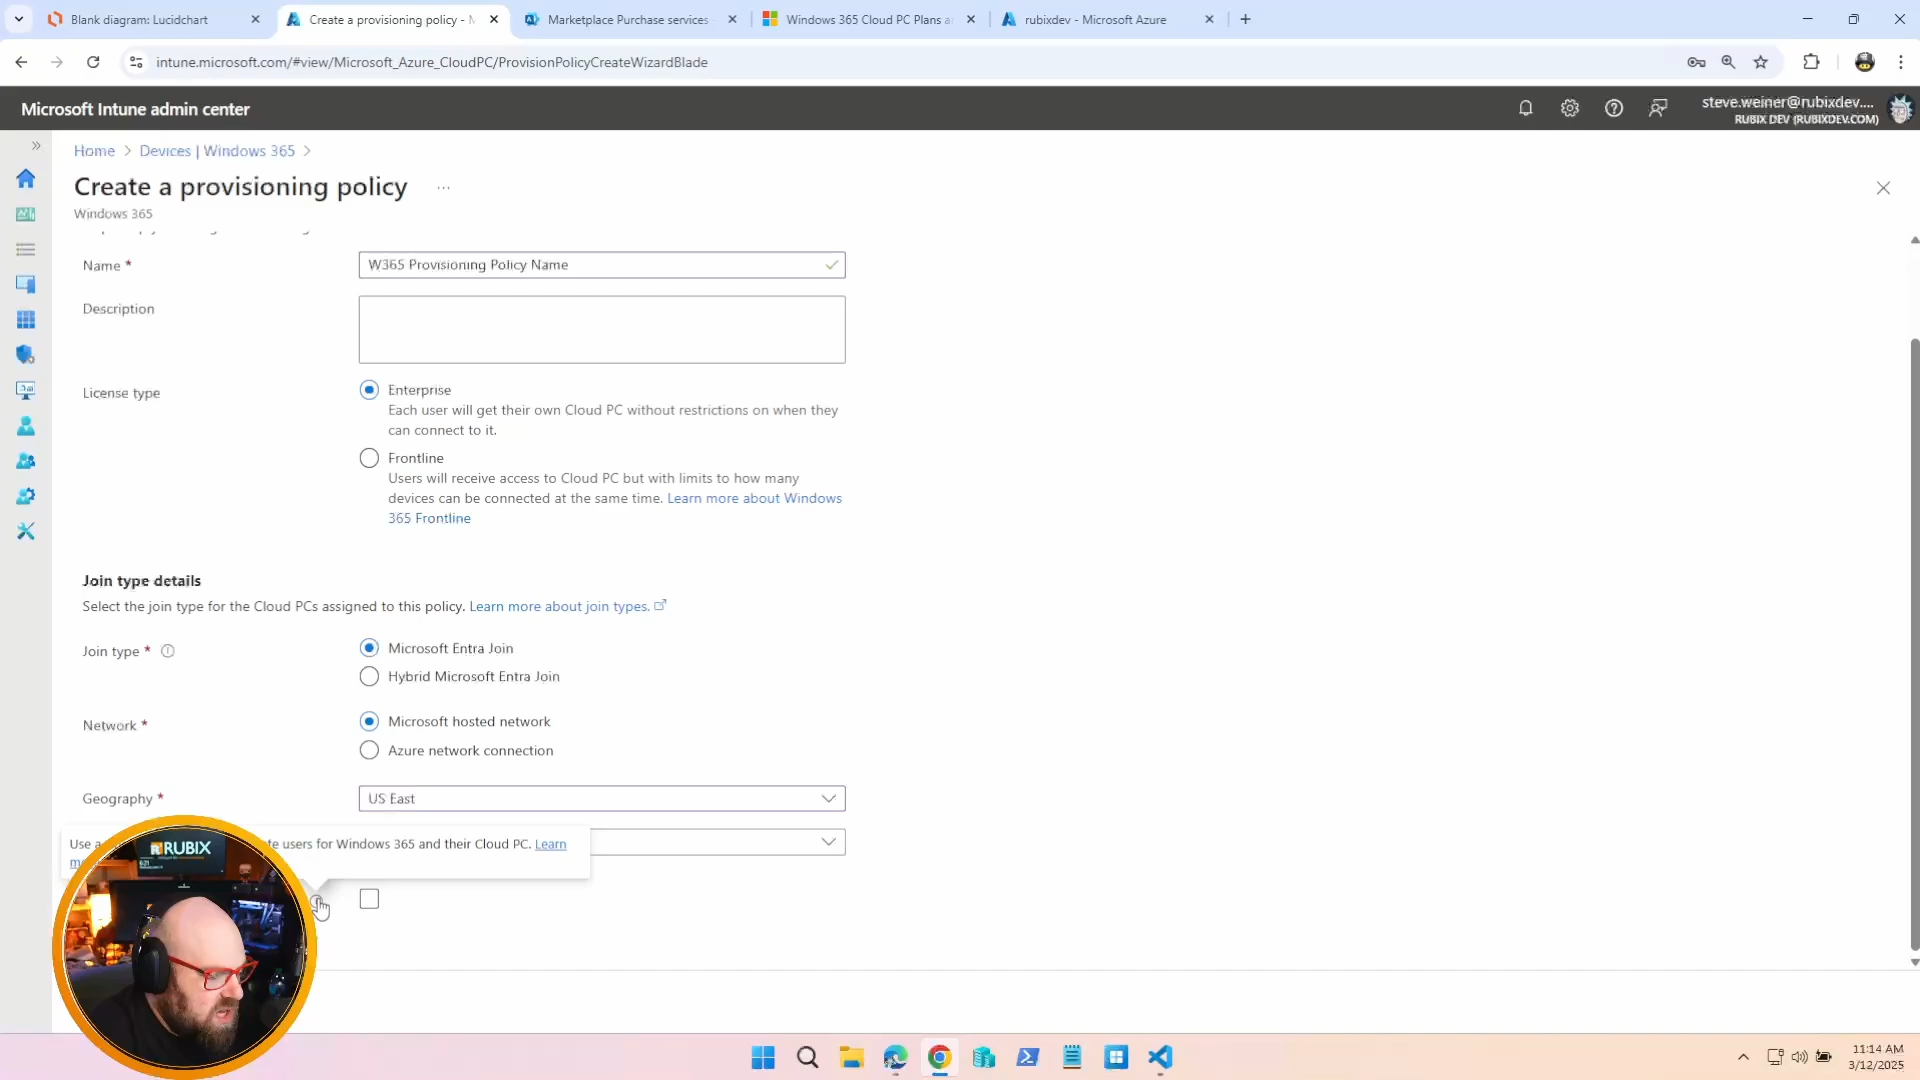 Blank diagram: Lucidchart
Create a provisioning policy -
Marketplace Purchase services
Windows 365 Cloud PC Plans
rubixdev - Microsoft Azure
intune.microsoft.com/#view/Microsoft_Azure_CloudPC/ProvisionPolicyCreateWizardBlade
Microsoft Intune admin center
steve.weiner@rubixdev....
RUBIX DEV (RUBIXDEV.COM)
Home > Devices | Windows 365 >
Create a provisioning policy ...
Windows 365
Name *
W365 Provisioning Policy Name
Description
License type
Enterprise
Each user will get their own Cloud PC without restrictions on when they
can connect to it.
Frontline
Users will receive access to Cloud PC but with limits to how many
devices can be connected at the same time. Learn more about Windows
365 Frontline
Join type details
Select the join type for the Cloud PCs assigned to this policy. Learn more about join types.
Join type *
Microsoft Entra Join
Hybrid Microsoft Entra Join
Network *
Microsoft hosted network
Azure network connection
Geography *
US East
Use
users for Windows 365 and their Cloud PC. Learn
RUBIX
11:14 AM
3/12/2025